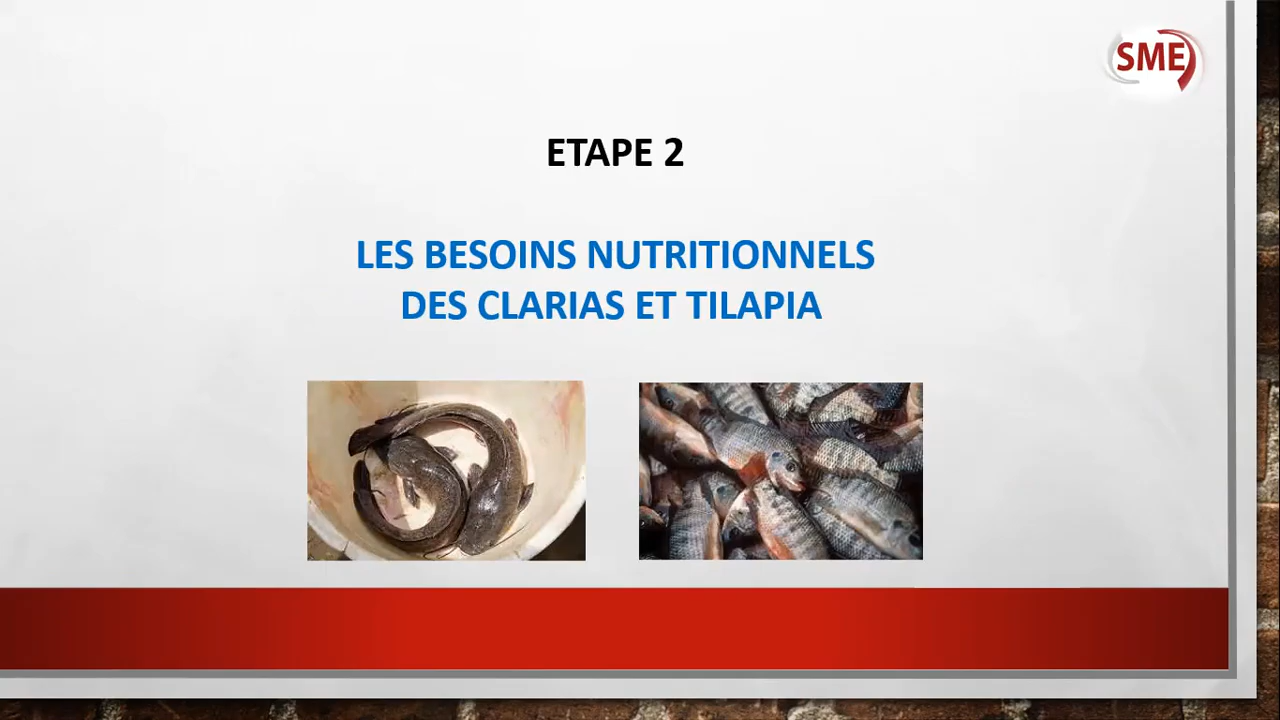 SME
ETAPE 2
LES BESOINS NUTRITIONNELS
DES CLARIAS ET TILAPIA